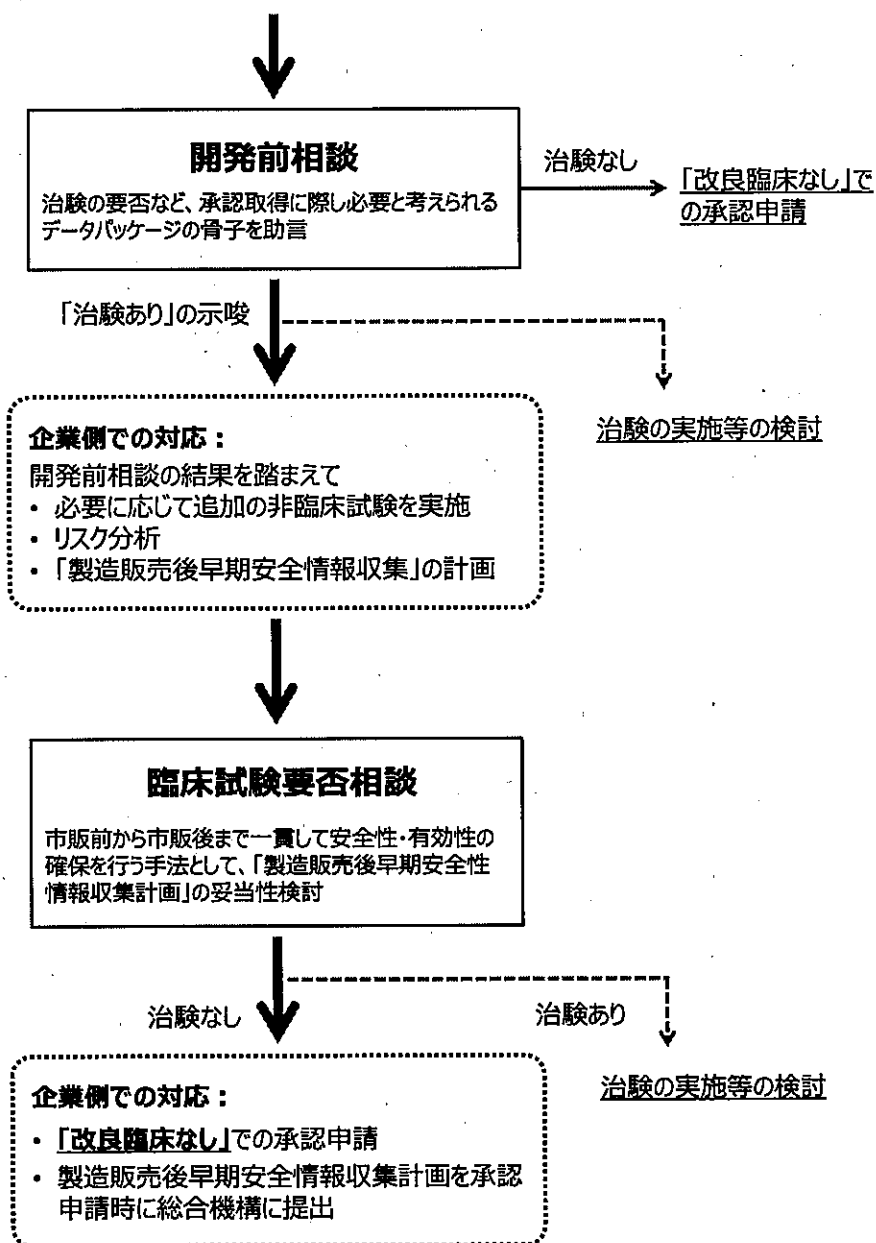 開発前相談
治験の要否など、承認取得に際し必要と考えられる
データパッケージの骨子を助言
治験なし
「改良臨床なし」で
の承認申請
「治験あり」の示唆
治験の実施等の検討
企業側での対応：
開発前相談の結果を踏まえて
• 必要に応じて追加の非臨床試験を実施
• リスク分析
• 「製造販売後早期安全情報収集」の計画
臨床試験要否相談
市販前から市販後まで一貫して安全性・有効性の
確保を行う手法として、「製造販売後早期安全性
情報収集計画」の妥当性検討
治験なし
治験あり
治験の実施等の検討
企業側での対応：
• 「改良臨床なし」での承認申請
• 製造販売後早期安全情報収集計画を承認
申請時に総合機構に提出